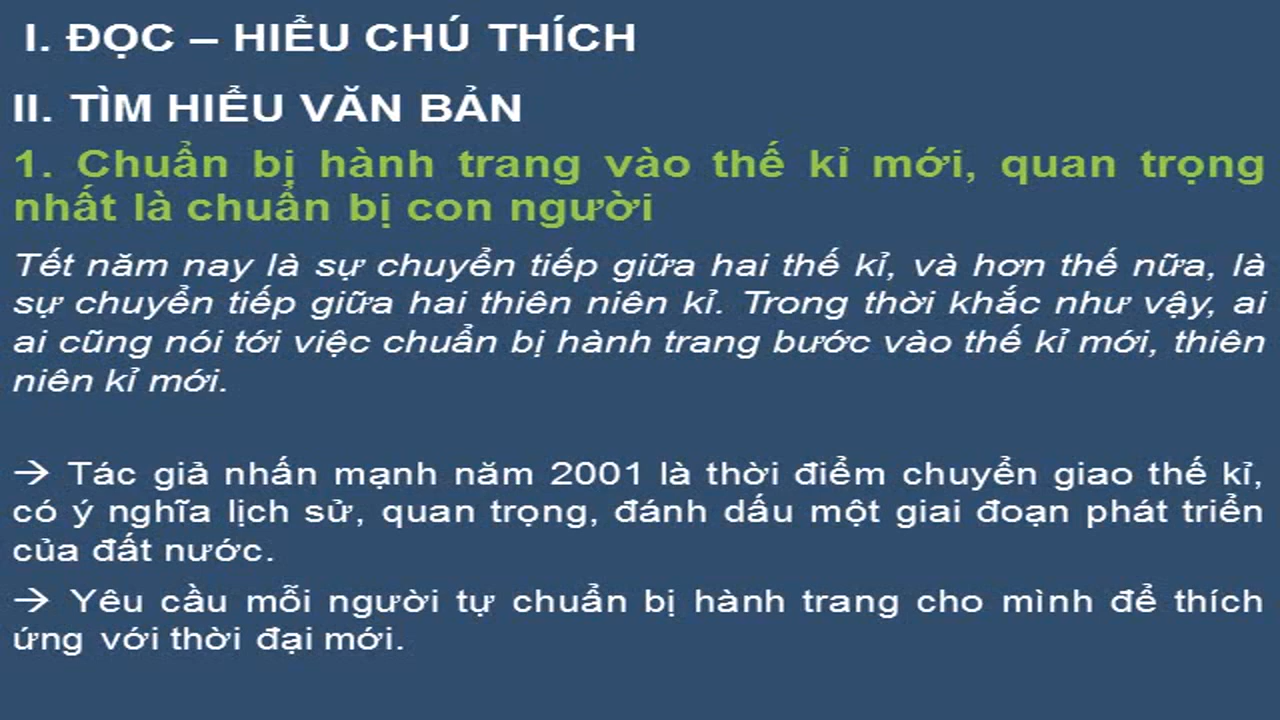 I. ĐỌC – HIỂU CHÚ THÍCH
II. TÌM HIỂU VĂN BẢN
1. Chuẩn bị hành trang vào thế kỉ mới, quan trọng
nhất là chuẩn bị con người
Tết năm nay là sự chuyển tiếp giữa hai thế kỉ, và hơn thế nữa, là
sự chuyển tiếp giữa hai thiên niên kỉ. Trong thời khắc như vậy, ai
ai cũng nói tới việc chuẩn bị hành trang bước vào thế kỉ mới, thiên
niên kỉ mới.
→ Tác giả nhấn mạnh năm 2001 là thời điểm chuyển giao thế kỉ,
có ý nghĩa lịch sử, quan trọng, đánh dấu một giai đoạn phát triển
của đất nước.
→ Yêu cầu mỗi người tự chuẩn bị hành trang cho mình để thích
ứng với thời đại mới.